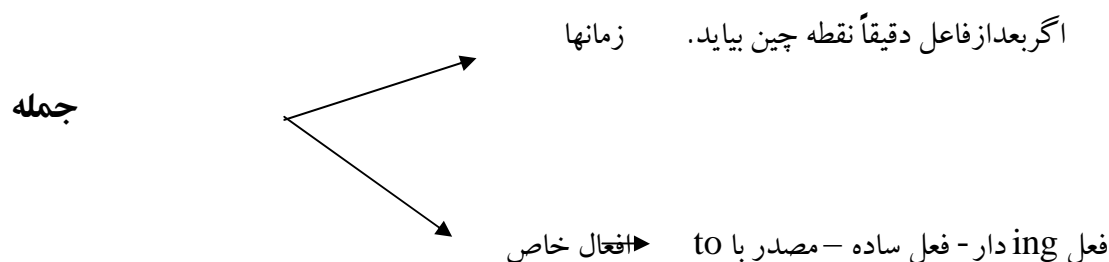 اگربعدازفاعل دقیقاً نقطه چین بیاید. زمانها
جمله
فعل ing دار - فعل ساده – مصدر با to افعال خاص